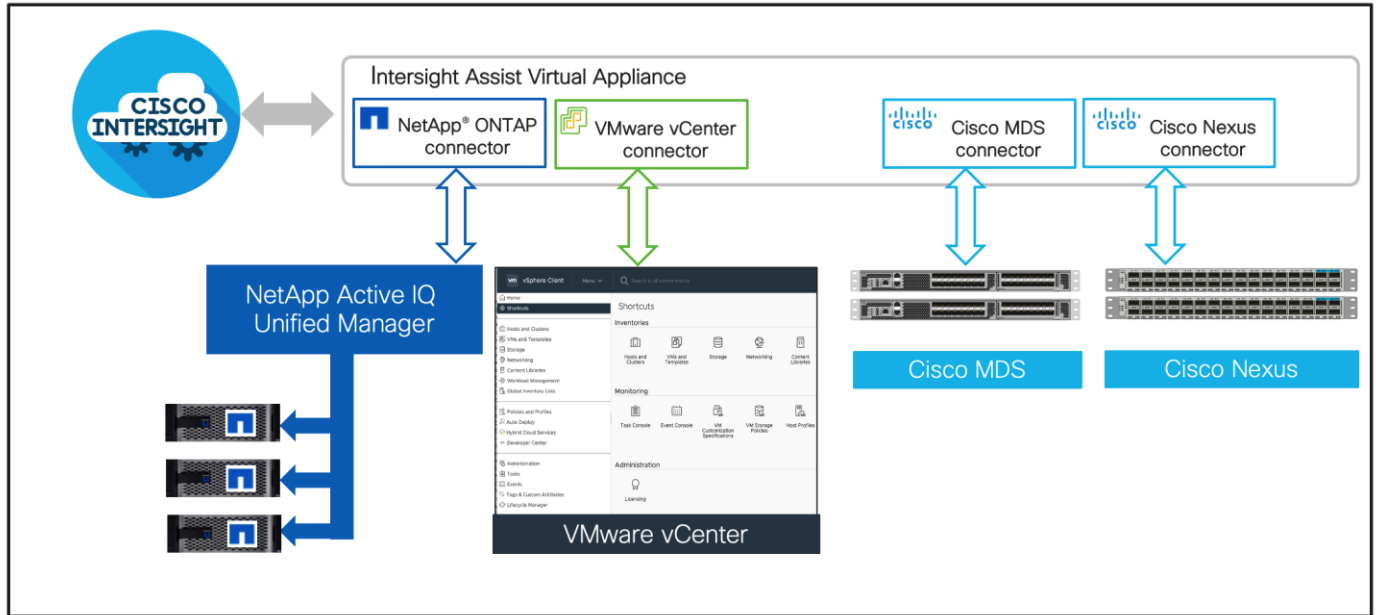 CISCO
INTERSIGHT
Intersight Assist Virtual Appliance
NetApp® ONTAP
connector
VMware vCenter
connector
CISCO
Cisco MDS
connector
CISCO
Cisco Nexus
connector
NetApp Active IQ
Unified Manager
vm vSphere Client Menu Search in all environments
Home
Shortcuts
Hosts and Clusters
VMs and Templates
Storage
Networking
Content Libraries
Workload Management
Global Inventory Lists
Policies and Profiles
Auto Deploy
Hybrid Cloud Services
Developer Center
Administration
Tasks
Events
Tags & Custom Attributes
Lifecycle Manager
Shortcuts
Inventories
Hosts and
Clusters
VMs and
Templates
Storage
Networking
Content
Libraries
Monitoring
Task Console
Event Console
VM
Customization
Specifications
VM Storage
Policies
Host Profiles
Administration
Licensing
VMware vCenter
Cisco MDS
Cisco Nexus